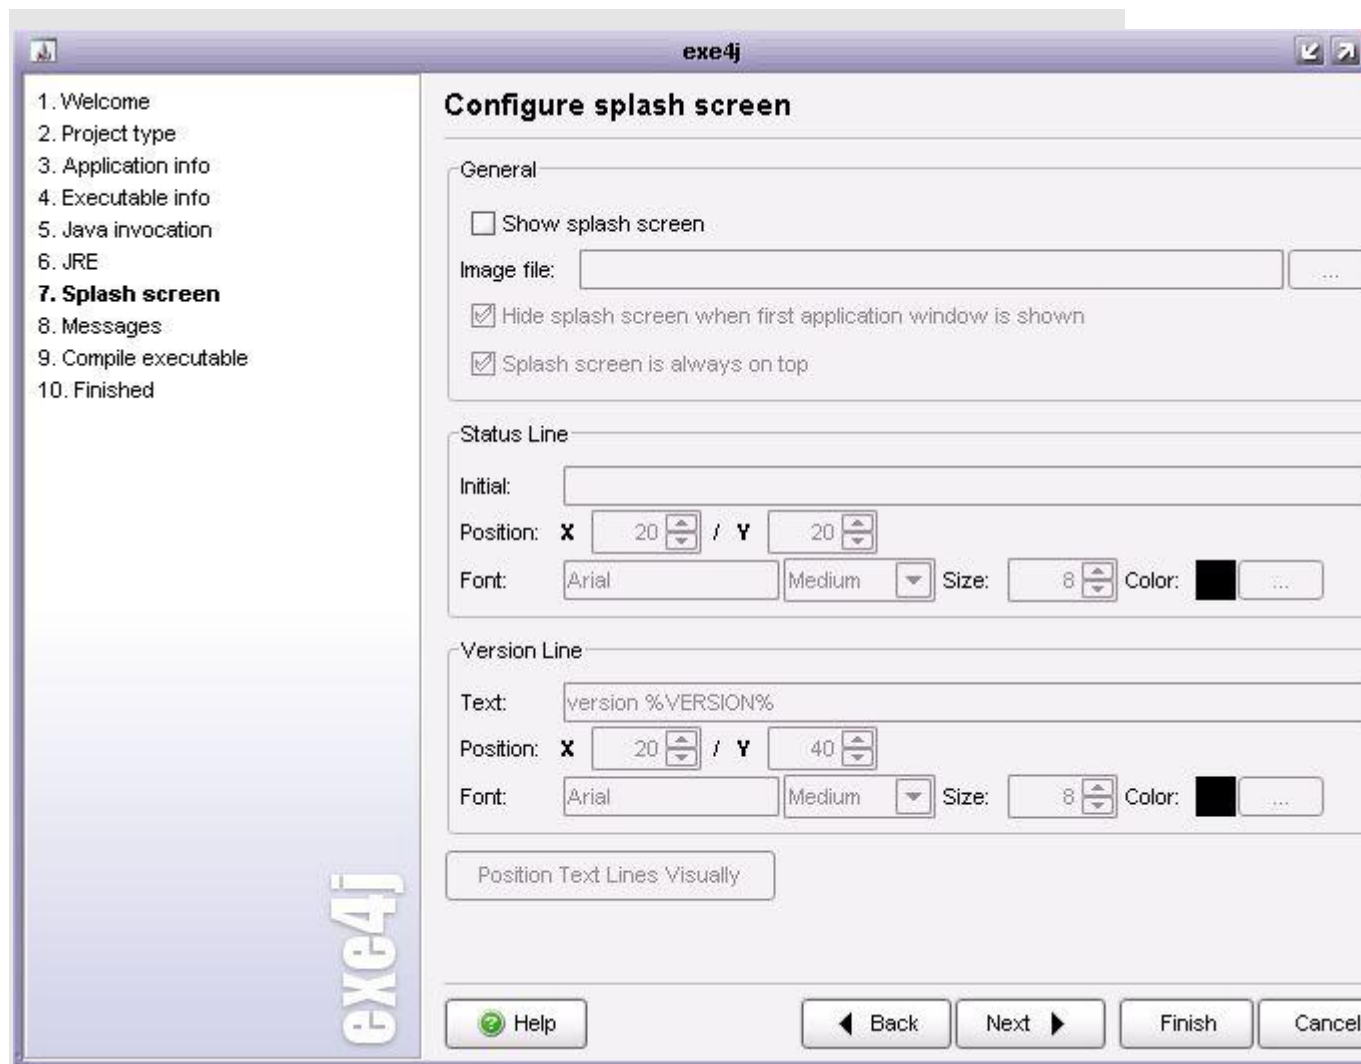 exe4j
1. Welcome
2. Project type
3. Application info
4. Executable info
5. Java invocation
6. JRE
7. Splash screen
8. Messages
9. Compile executable
10. Finished
exe4j
Configure splash screen
General
Show splash screen
Image file: ...
Hide splash screen when first application window is shown
Splash screen is always on top
Status Line
Initial:
Position: X 20 / Y 20
Font: Arial Medium Size: 8 Color: ...
Version Line
Text: version %VERSION%
Position: X 20 / Y 40
Font: Arial Medium Size: 8 Color: ...
Position Text Lines Visually
Help Back Next Finish Cancel